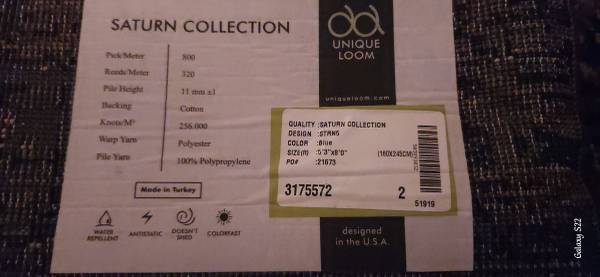 SATURN COLLECTION
Pick/Meter 800
Reeds/Meter 320
Pile Height 11 mm ±1
Backing Cotton
Knots/M² 256.000
Warp Yarn Polyester
Pile Yarn 100% Polypropylene
Made in Turkey
WATER REPELLENT
ANTISTATIC
DOESN'T SHED
COLORFAST
UNIQUE
LOOM
uniqueloom.com
QUALITY :SATURN COLLECTION
DESIGN :STRN5
COLOR :Blue
SIZE(ft) :5'3"x8'0" (160X245CM)
PO# :21673
3175572 2
51919
designed
in the U.S.A.
Galaxy S22